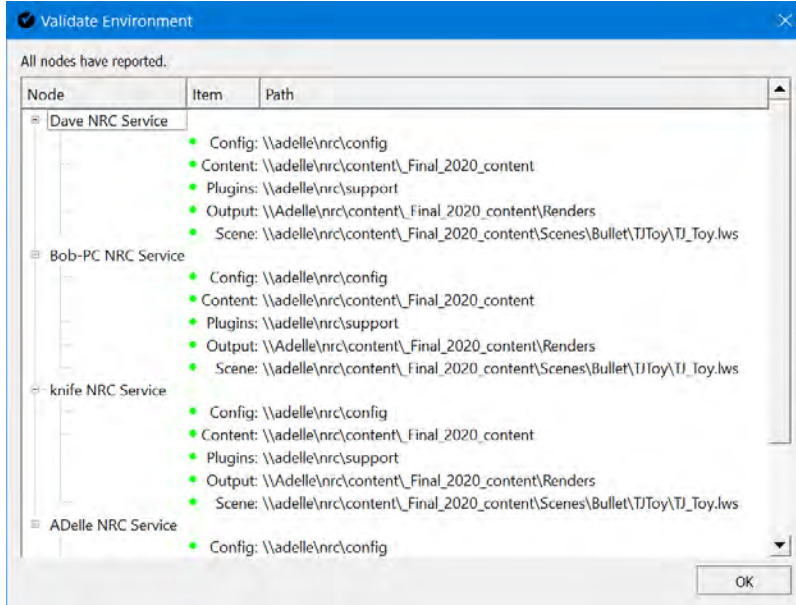 Validate Environment
All nodes have reported.
Node Item Path
Dave NRC Service
Config: \\adelle\nrc\config
Content: \\adelle\nrc\content\_Final_2020_content
Plugins: \\adelle\nrc\support
Output: \\Adelle\nrc\content\_Final_2020_content\Renders
Scene: \\adelle\nrc\content\_Final_2020_content\Scenes\Bullet\TJToy\TJ_Toy.lws
Bob-PC NRC Service
Config: \\adelle\nrc\config
Content: \\adelle\nrc\content\_Final_2020_content
Plugins: \\adelle\nrc\support
Output: \\Adelle\nrc\content\_Final_2020_content\Renders
Scene: \\adelle\nrc\content\_Final_2020_content\Scenes\Bullet\TJToy\TJ_Toy.lws
knife NRC Service
Config: \\adelle\nrc\config
Content: \\adelle\nrc\content\_Final_2020_content
Plugins: \\adelle\nrc\support
Output: \\Adelle\nrc\content\_Final_2020_content\Renders
Scene: \\adelle\nrc\content\_Final_2020_content\Scenes\Bullet\TJToy\TJ_Toy.lws
ADelle NRC Service
Config: \\adelle\nrc\config
OK